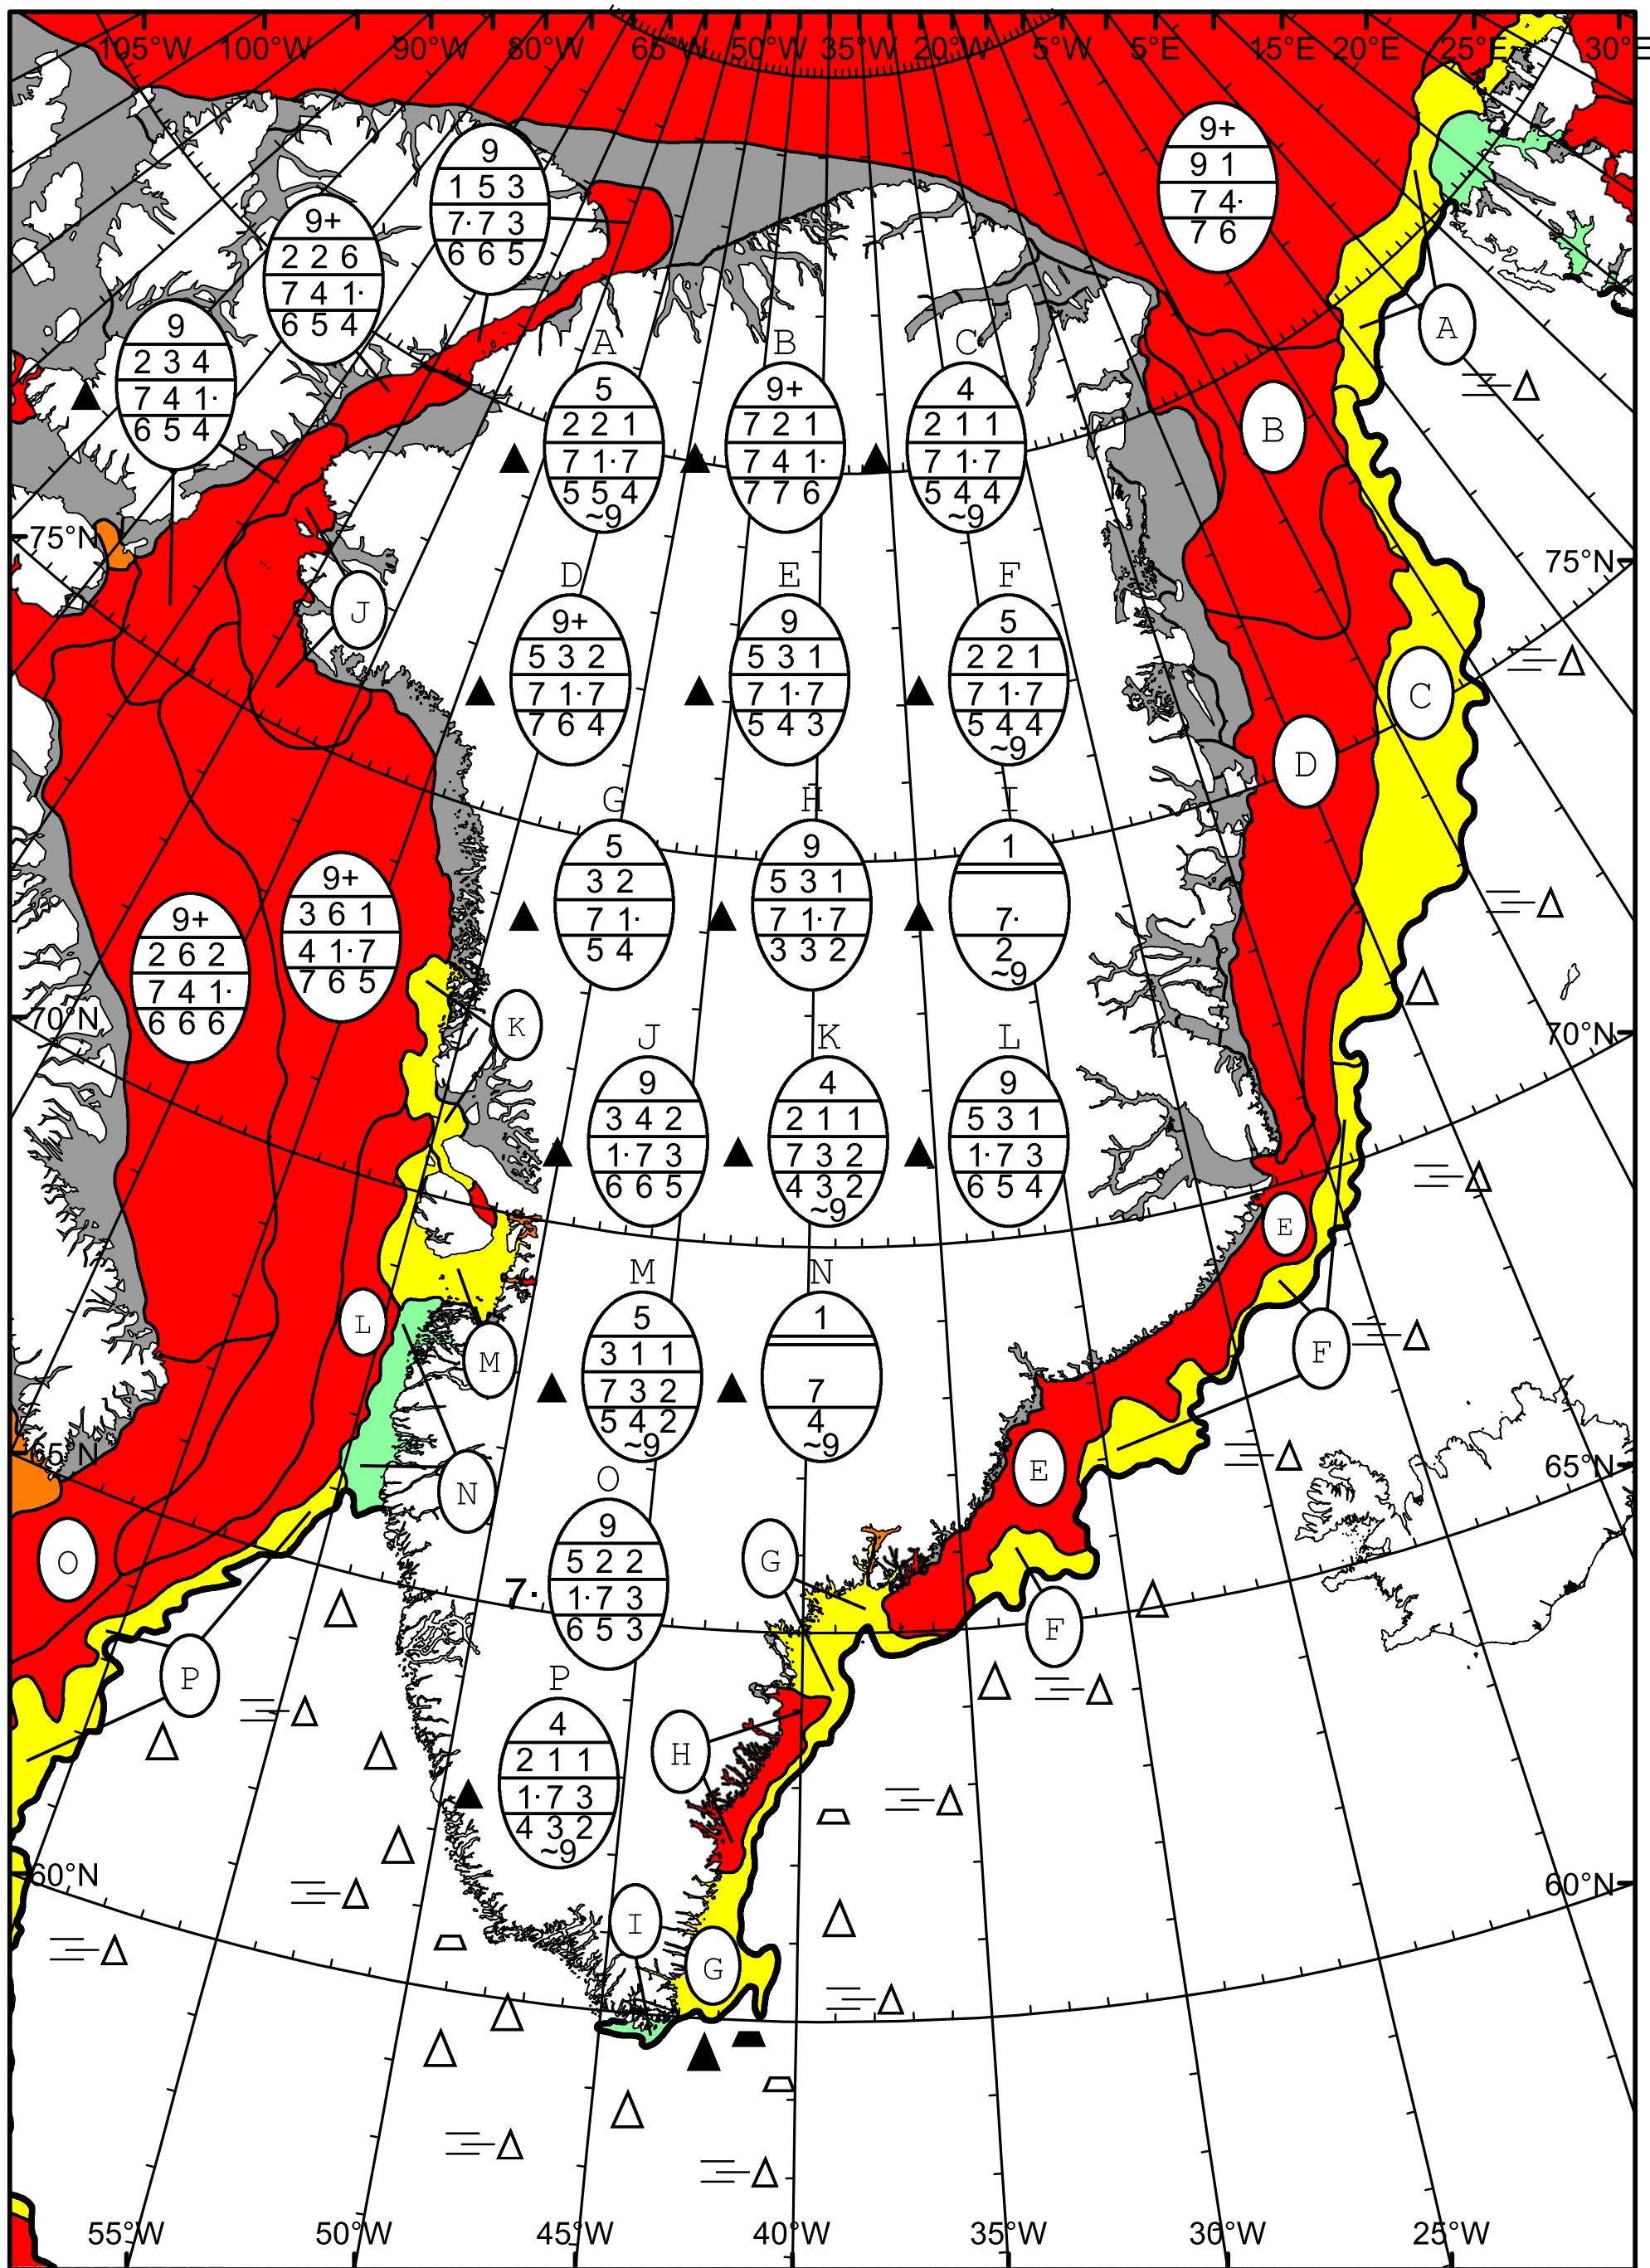 105°W 100°W 90°W 80°W 65°W 50°W 35°W 20°W 5°W 5°E 15°E 20°E 25°E 30°E
9+
9 1
7 4·
7 6
9
1 5 3
7· 7 3
6 6 5
9+
2 2 6
7 4 1·
6 5 4
9
2 3 4
7 4 1·
6 5 4
A
A
5
2 2 1
7 1· 7
5 5 4
~9
B
9+
7 2 1
7 4 1·
7 7 6
C
4
2 1 1
7 1· 7
5 4 4
~9
B
75°N
75°N
D
9+
5 3 2
7 1· 7
7 6 4
E
9
5 3 1
7 1· 7
5 4 3
F
5
2 2 1
7 1· 7
5 4 4
~9
J
C
D
G
5
3 2
7 1·
5 4
H
9
5 3 1
7 1· 7
3 3 2
I
1
7·
2
~9
9+
3 6 1
4 1· 7
7 6 5
9+
2 6 2
7 4 1·
6 6 6
70°N
K
70°N
J
9
3 4 2
1· 7 3
6 6 5
K
4
2 1 1
7 3 2
4 3 2
~9
L
9
5 3 1
1· 7 3
6 5 4
E
M
5
3 1 1
7 3 2
5 4 2
~9
N
1
7
4
~9
L
M
F
65°N
E
65°N
N
O
9
5 2 2
7· 1· 7 3
6 5 3
O
G
F
P
P
4
2 1 1
1· 7 3
4 3 2
~9
H
60°N
60°N
I
G
55°W 50°W 45°W 40°W 35°W 30°W 25°W